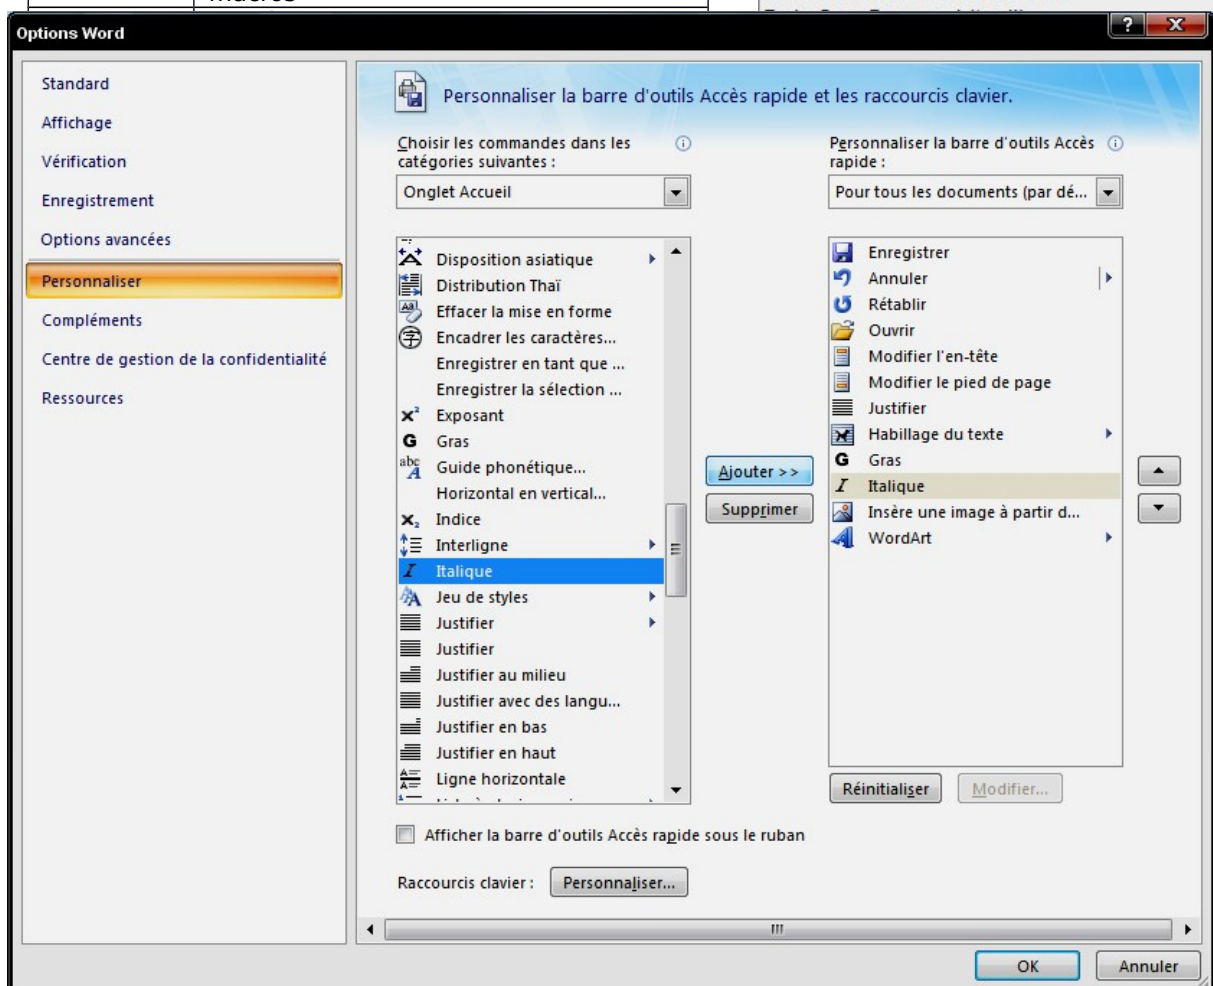 macros
Options Word
?
X
Standard
Affichage
Vérification
Enregistrement
Options avancées
Personnaliser
Compléments
Centre de gestion de la confidentialité
Ressources
Personnaliser la barre d'outils Accès rapide et les raccourcis clavier.
Choisir les commandes dans les
catégories suivantes :
Onglet Accueil
Disposition asiatique
Distribution Thaï
Effacer la mise en forme
Encadrer les caractères...
Enregistrer en tant que ...
Enregistrer la sélection ...
Exposant
Gras
Guide phonétique...
Horizontal en vertical...
Indice
Interligne
Italique
Jeu de styles
Justifier
Justifier
Justifier au milieu
Justifier avec des langu...
Justifier en bas
Justifier en haut
Ligne horizontale
Ajouter >>
Supprimer
Personnaliser la barre d'outils Accès
rapide :
Pour tous les documents (par dé...
Enregistrer
Annuler
Rétablir
Ouvrir
Modifier l'en-tête
Modifier le pied de page
Justifier
Habillage du texte
Gras
Italique
Insère une image à partir d...
WordArt
Réinitialiser
Modifier...
Afficher la barre d'outils Accès rapide sous le ruban
Raccourcis clavier :
Personnaliser...
OK
Annuler